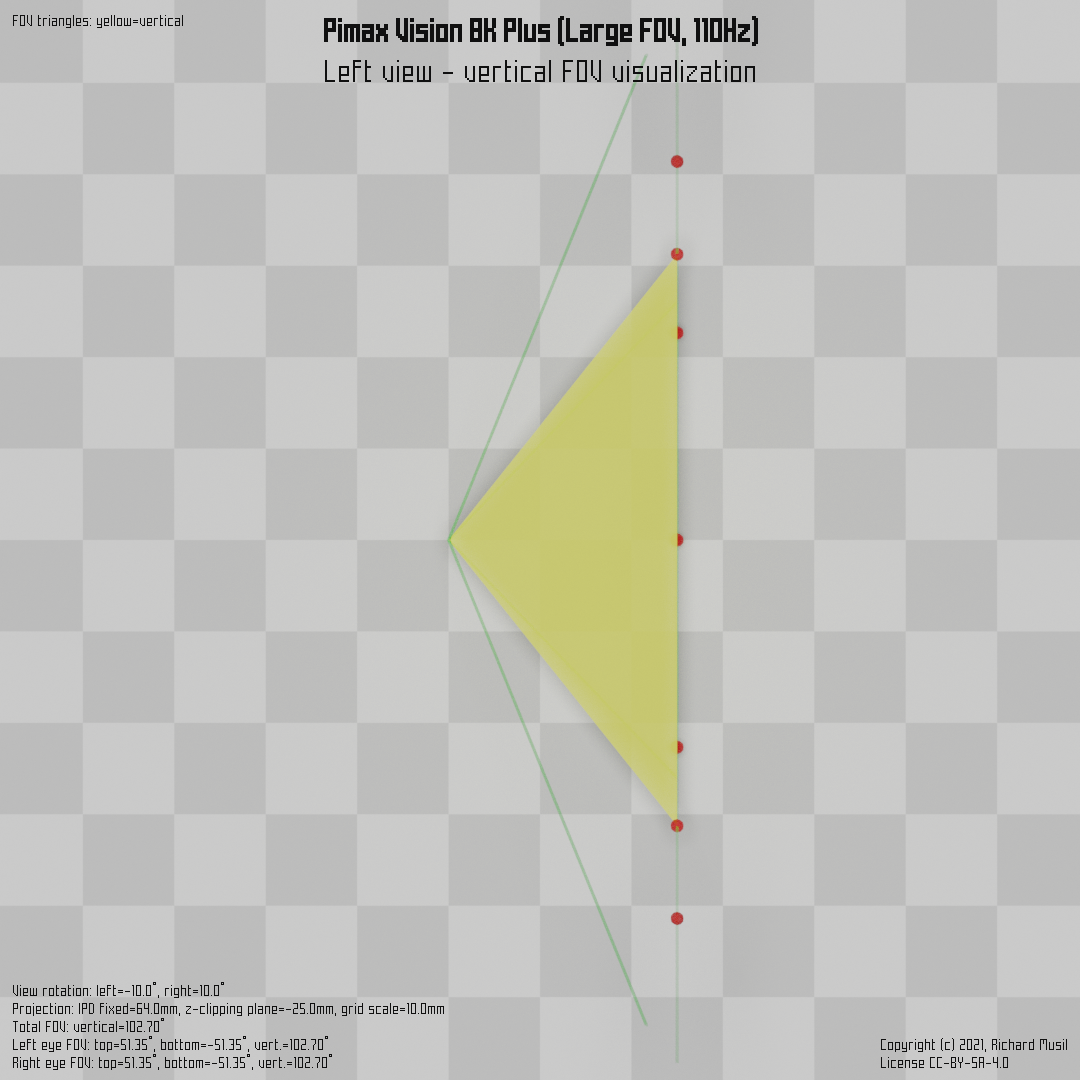 FOV triangles: yellow=vertical
Pimax Vision 8K Plus (Large FOV, 110Hz)
Left view - vertical FOV visualization
View rotation: left=-10.0°, right=10.0°
Projection: IPD fixed=64.0mm, z-clipping plane=-25.0mm, grid scale=10.0mm
Total FOV: vertical=102.70°
Left eye FOV: top=51.35°, bottom=-51.35°, vert.=102.70°
Right eye FOV: top=51.35°, bottom=-51.35°, vert.=102.70°
Copyright (c) 2021, Richard Musil
License CC-BY-SA-4.0